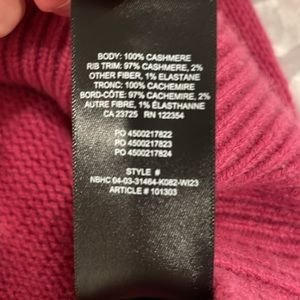 BODY: 100% CASHMERE
RIB TRIM: 97% CASHMERE, 2%
OTHER FIBER, 1% ELASTANE
TRONC: 100% CACHEMIRE
BORD-CÔTE: 97% CACHEMIRE, 2%
AUTRE FIBRE, 1% ÉLASTHANNE
CA 23725 RN 122354
PO 4500217822
PO 4500217823
PO 4500217824
STYLE #
NBHC 04-03-31464-K082-WI23
ARTICLE # 101303